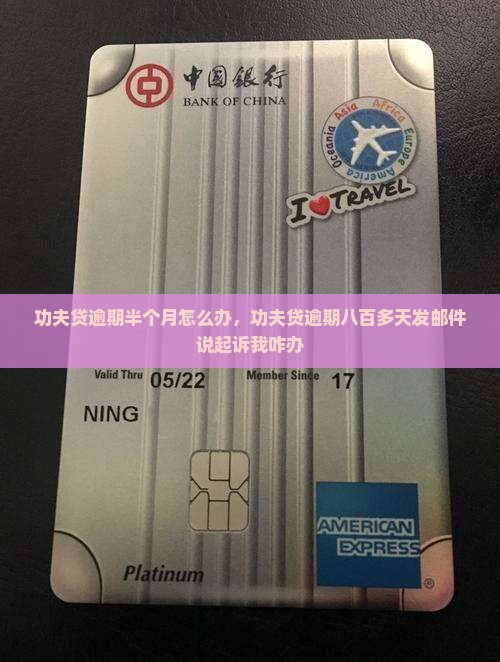 中国銀行
BANK OF CHINA
Asia Africa Europe America Oceania
I❤TRAVEL
功夫贷逾期半个月怎么办，功夫贷逾期八百多天发邮件
说起诉我咋办
Valid Thru 05/22 Member Since 17
NING
AMERICAN
EXPRESS®
Platinum